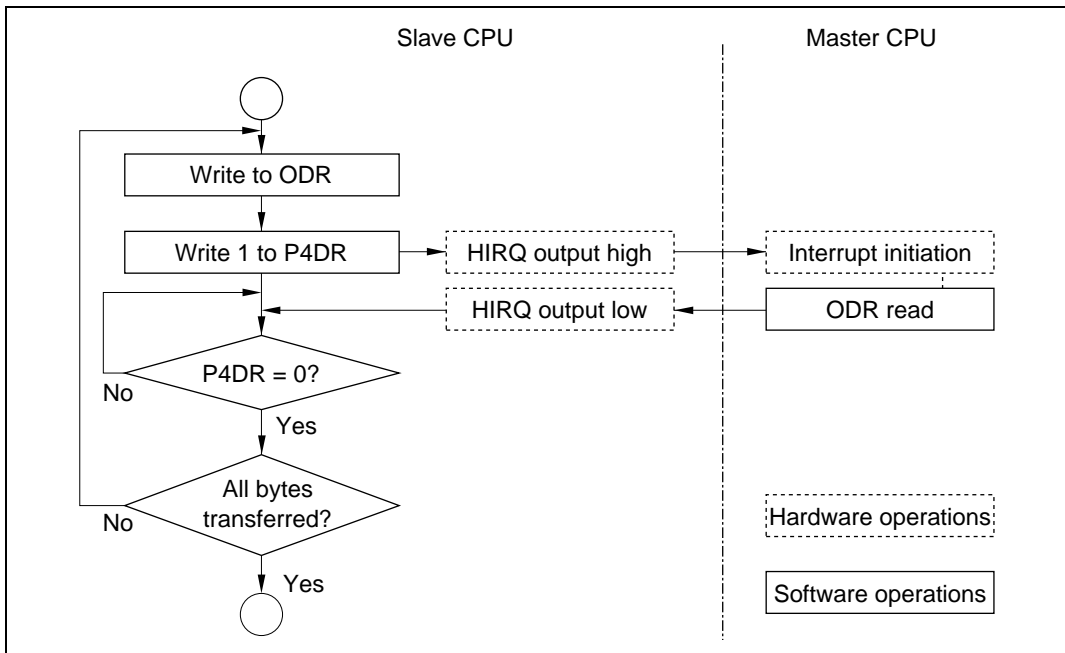 Slave CPU
Master CPU
Write to ODR
Write 1 to P4DR
HIRQ output high
Interrupt initiation
HIRQ output low
ODR read
P4DR = 0?
No
Yes
All bytes
transferred?
No
Yes
Hardware operations
Software operations